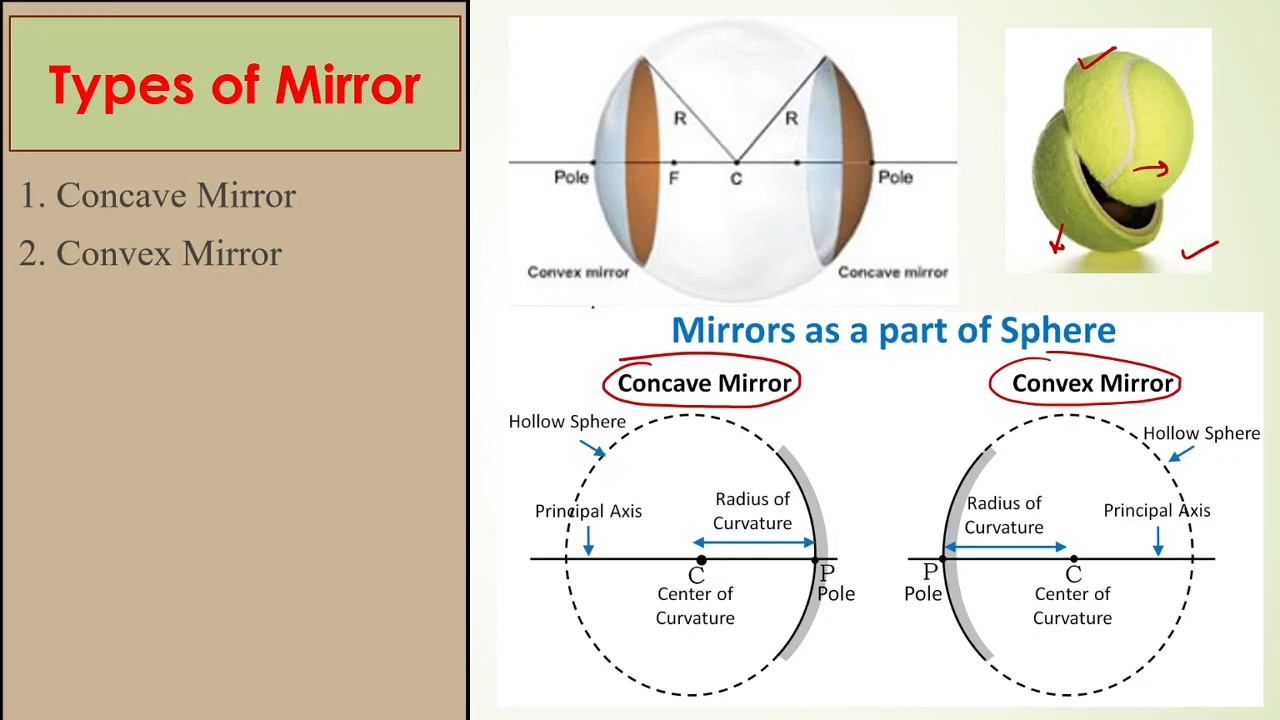 Types of Mirror
1. Concave Mirror
2. Convex Mirror
R
R
Pole
F
C
Pole
Convex mirror
Concave mirror
Mirrors as a part of Sphere
Concave Mirror
Hollow Sphere
Principal Axis
Radius of
Curvature
C
Center of
Curvature
P
Pole
Convex Mirror
Hollow Sphere
Radius of
Curvature
Principal Axis
P
Pole
C
Center of
Curvature